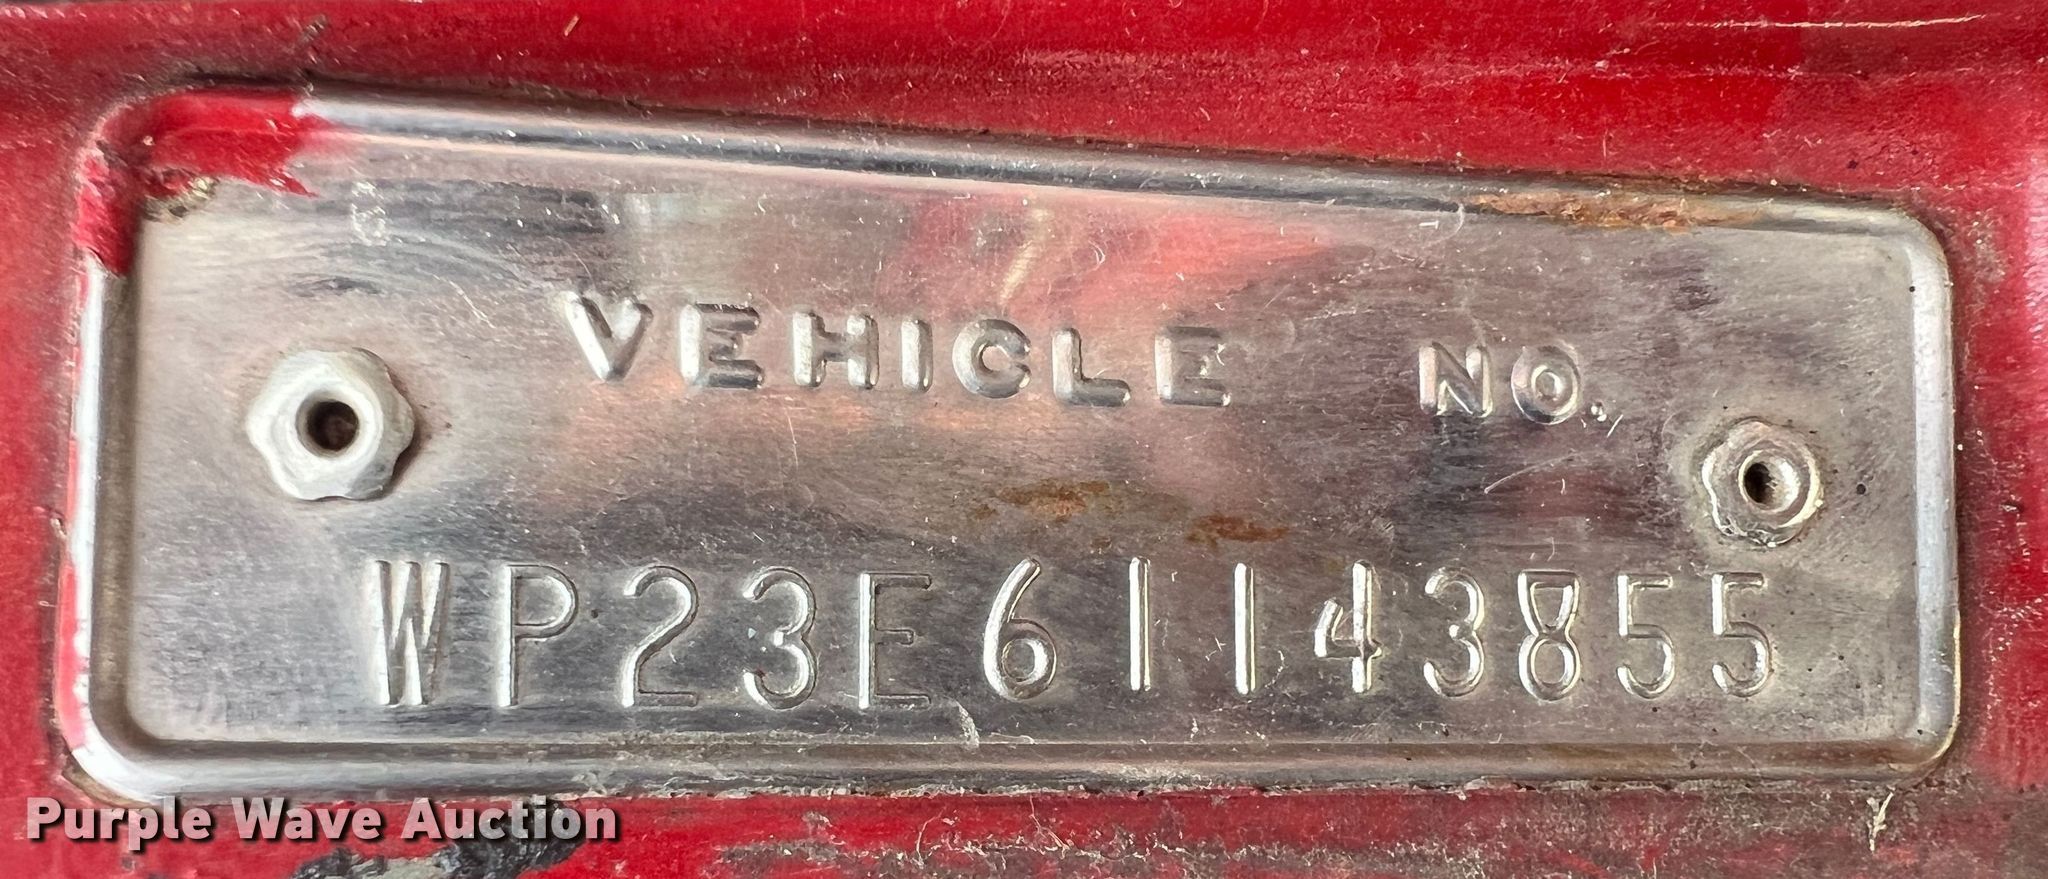 VEHICLE NO.
WP23E61143855
Purple Wave Auction